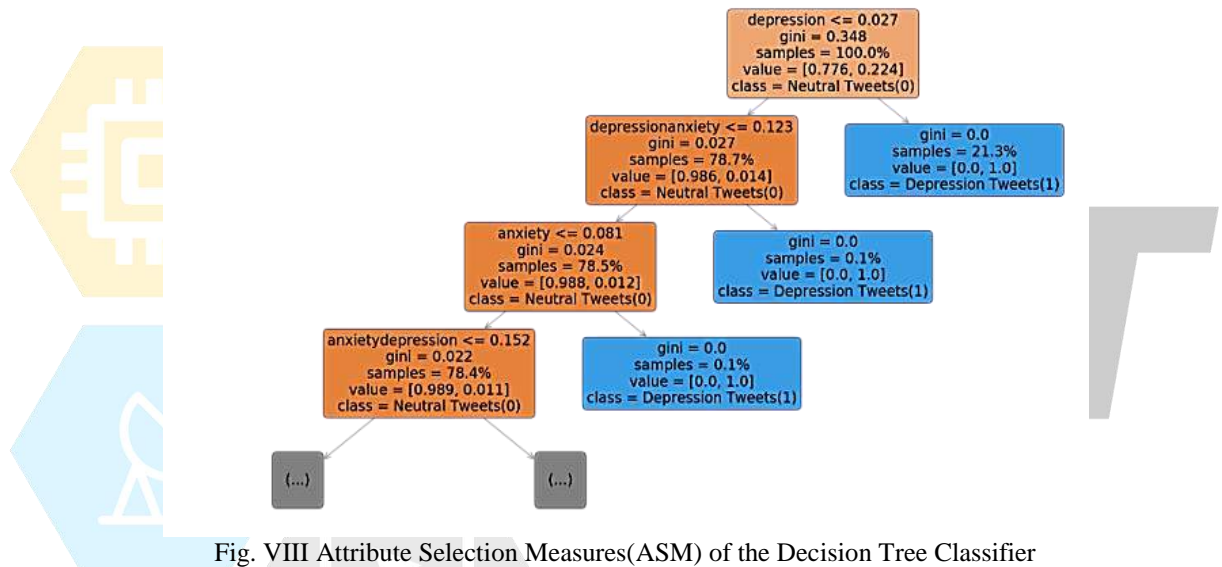 depression <= 0.027
gini = 0.348
samples = 100.0%
value = [0.776, 0.224]
class = Neutral Tweets(0)
depressionanxiety <= 0.123
gini = 0.027
samples = 78.7%
value = [0.986, 0.014]
class = Neutral Tweets(0)
gini = 0.0
samples = 21.3%
value = [0.0, 1.0]
class = Depression Tweets(1)
anxiety <= 0.081
gini = 0.024
samples = 78.5%
value = [0.988, 0.012]
class = Neutral Tweets(0)
gini = 0.0
samples = 0.1%
value = [0.0, 1.0]
class = Depression Tweets(1)
anxietydepression <= 0.152
gini = 0.022
samples = 78.4%
value = [0.989, 0.011]
class = Neutral Tweets(0)
gini = 0.0
samples = 0.1%
value = [0.0, 1.0]
class = Depression Tweets(1)
(...)
(...)
Fig. VIII Attribute Selection Measures(ASM) of the Decision Tree Classifier